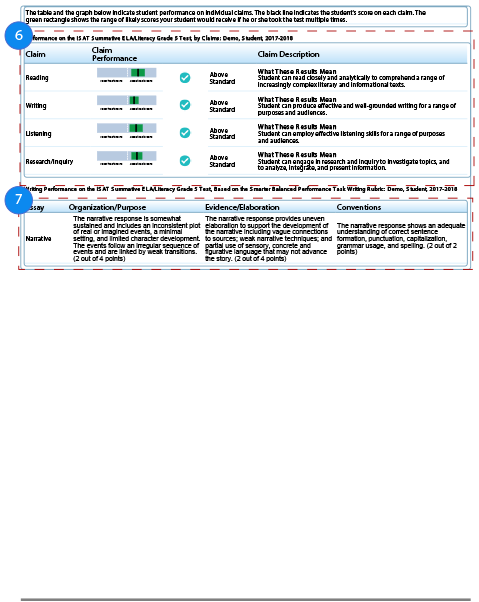 The table and the graph below indicate student performance on individual claims. The black line indicates the student's score on each claim. The
green rectangle shows the range of likely scores your student would receive if he or she took the test multiple times.
6
rformance on the ISAT Summative ELA/Literacy Grade 5 Test, by Claims: Demo, Student, 2017-2018
Claim Claim Performance Claim Description
Reading
Above Standard
What These Results Mean
Student can read closely and analytically to comprehend a range of
increasingly complex literary and informational texts.
Writing
Above Standard
What These Results Mean
Student can produce effective and well-grounded writing for a range of
purposes and audiences.
Listening
Above Standard
What These Results Mean
Student can employ effective listening skills for a range of purposes
and audiences.
Research/Inquiry
Above Standard
What These Results Mean
Student can engage in research and inquiry to investigate topics, and
to analyze, integrate, and present information.
Writing Performance on the ISAT Summative ELA/Literacy Grade 5 Test, Based on the Smarter Balanced Performance Task Writing Rubric: Demo, Student, 2017-2018
7
Essay Organization/Purpose Evidence/Elaboration Conventions
Narrative
The narrative response is somewhat
sustained and includes an inconsistent plot
of real or imagined events, a minimal
setting, and limited character development.
The events follow an irregular sequence of
events and are linked by weak transitions.
(2 out of 4 points)
The narrative response provides uneven
elaboration to support the development of
the narrative including vague connections
to sources; weak narrative techniques; and
partial use of sensory, concrete and
figurative language that may not advance
the story. (2 out of 4 points)
The narrative response shows an adequate
understanding of correct sentence
formation, punctuation, capitalization,
grammar usage, and spelling. (2 out of 2
points)